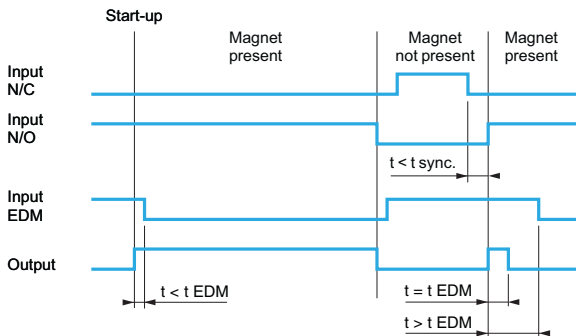 Start-up
Magnet
present
Magnet
not present
Magnet
present
Input
N/C
Input
N/O
t < t sync.
Input
EDM
Output
t < t EDM
t = t EDM
t > t EDM